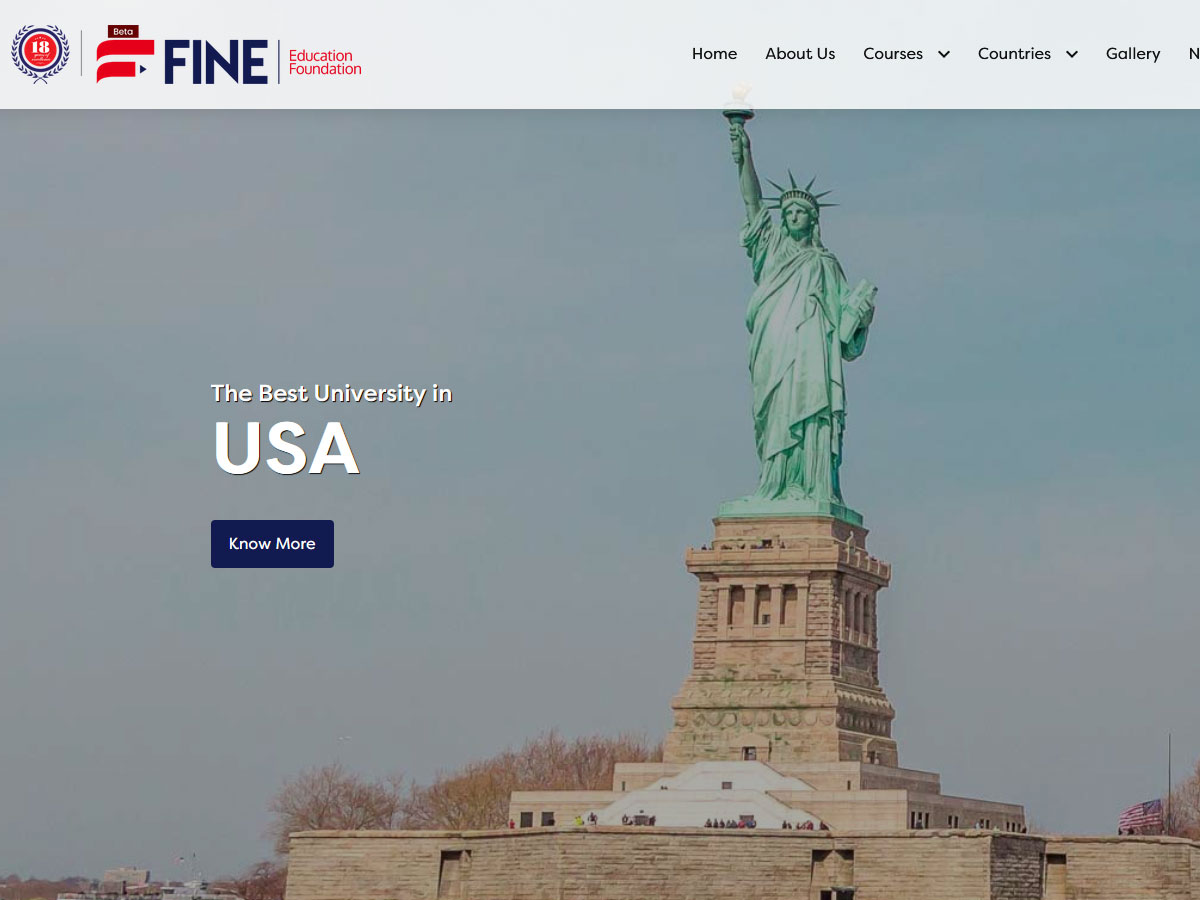 18
Beta
FINE
Education
Foundation
Home
About Us
Courses
Countries
Gallery
N
The Best University in
USA
Know More